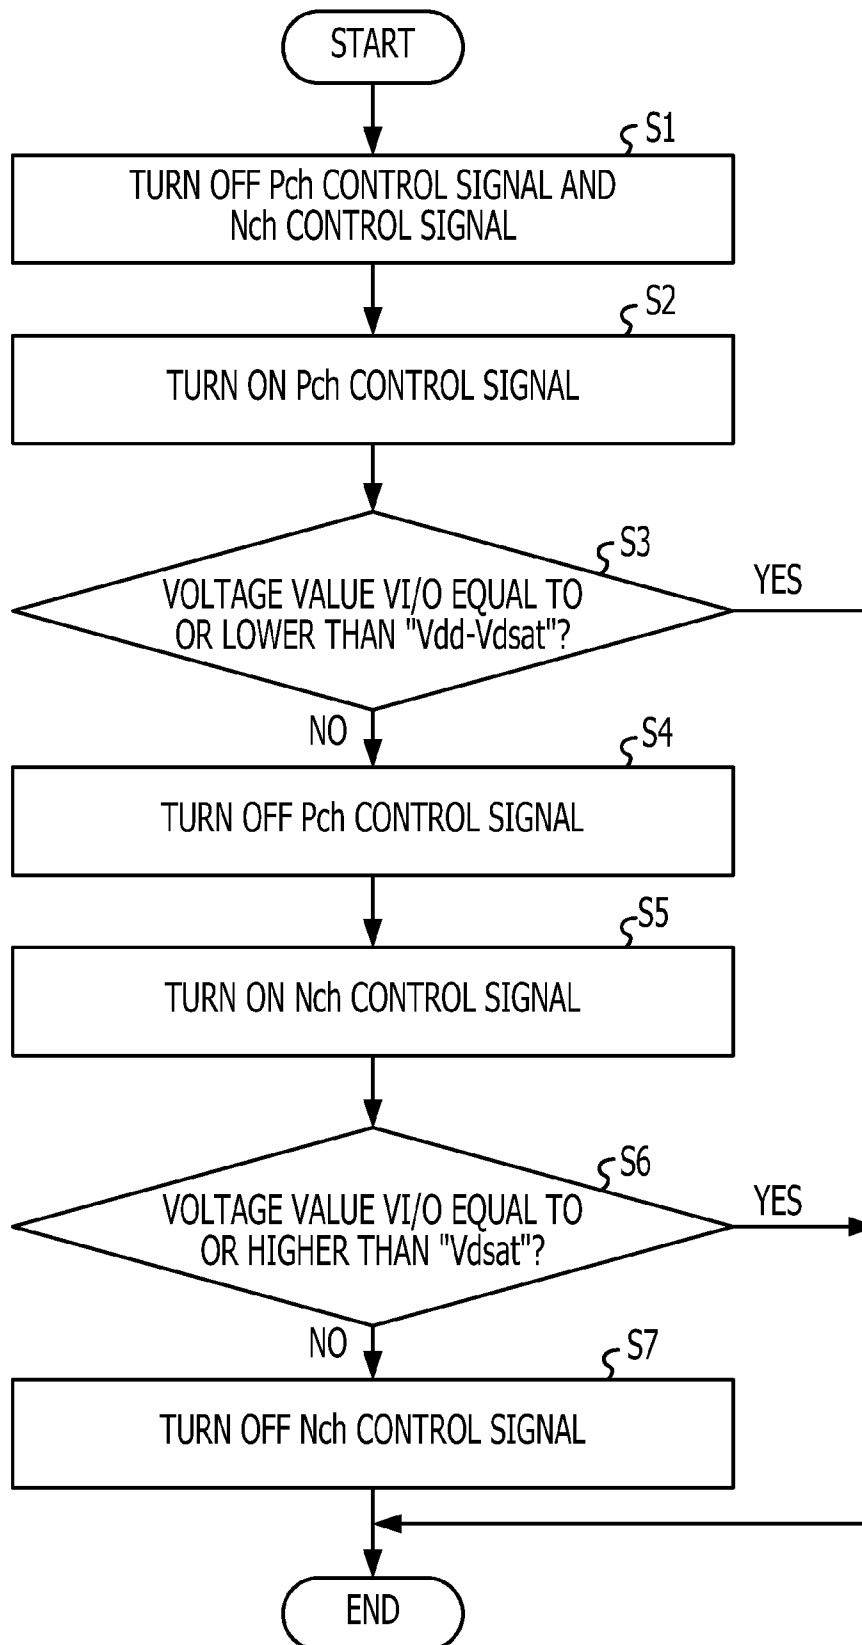 START
S1
TURN OFF Pch CONTROL SIGNAL AND
Nch CONTROL SIGNAL
S2
TURN ON Pch CONTROL SIGNAL
S3
VOLTAGE VALUE VI/O EQUAL TO
OR LOWER THAN "Vdd-Vdsat"?
YES
NO
S4
TURN OFF Pch CONTROL SIGNAL
S5
TURN ON Nch CONTROL SIGNAL
S6
VOLTAGE VALUE VI/O EQUAL TO
OR HIGHER THAN "Vdsat"?
YES
NO
S7
TURN OFF Nch CONTROL SIGNAL
END